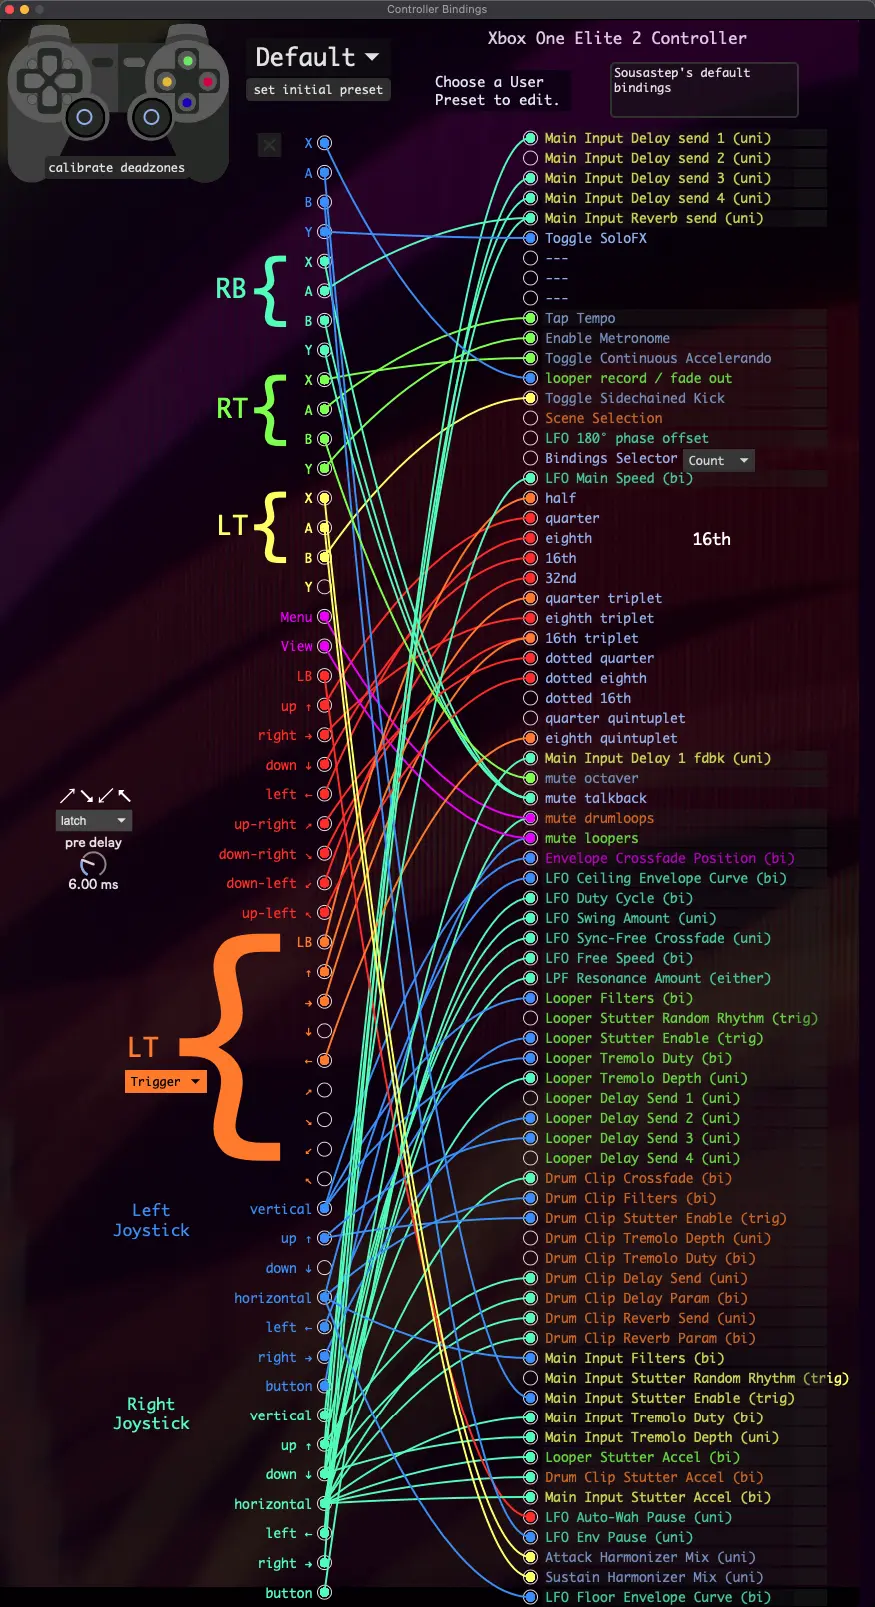 Controller Bindings
Xbox One Elite 2 Controller
Default
set initial preset
Choose a User
Preset to edit.
Sousastep's default
bindings
calibrate deadzones
X
A
B
Y
RB
X
A
B
Y
RT
X
A
B
Y
LT
X
A
B
Y
Menu
View
LB
up ↑
right →
down ↓
left ←
up-right ↗
down-right ↘
down-left ↙
up-left ↖
↗ ↘ ↙ ↖
latch
pre delay
6.00 ms
LT
Trigger
LB
↑
→
↓
←
↗
↘
↙
↖
Left
Joystick
vertical
up ↑
down ↓
horizontal
left ←
right →
button
Right
Joystick
vertical
up ↑
down ↓
horizontal
left ←
right →
button
Main Input Delay send 1 (uni)
Main Input Delay send 2 (uni)
Main Input Delay send 3 (uni)
Main Input Delay send 4 (uni)
Main Input Reverb send (uni)
Toggle SoloFX
---
---
---
Tap Tempo
Enable Metronome
Toggle Continuous Accelerando
looper record / fade out
Toggle Sidechained Kick
Scene Selection
LFO 180° phase offset
Bindings Selector Count
LFO Main Speed (bi)
half
quarter
eighth
16th
16th
32nd
quarter triplet
eighth triplet
16th triplet
dotted quarter
dotted eighth
dotted 16th
quarter quintuplet
eighth quintuplet
Main Input Delay 1 fdbk (uni)
mute octaver
mute talkback
mute drumloops
mute loopers
Envelope Crossfade Position (bi)
LFO Ceiling Envelope Curve (bi)
LFO Duty Cycle (bi)
LFO Swing Amount (uni)
LFO Sync-Free Crossfade (uni)
LFO Free Speed (bi)
LPF Resonance Amount (either)
Looper Filters (bi)
Looper Stutter Random Rhythm (trig)
Looper Stutter Enable (trig)
Looper Tremolo Duty (bi)
Looper Tremolo Depth (uni)
Looper Delay Send 1 (uni)
Looper Delay Send 2 (uni)
Looper Delay Send 3 (uni)
Looper Delay Send 4 (uni)
Drum Clip Crossfade (bi)
Drum Clip Filters (bi)
Drum Clip Stutter Enable (trig)
Drum Clip Tremolo Depth (uni)
Drum Clip Tremolo Duty (bi)
Drum Clip Delay Send (uni)
Drum Clip Delay Param (bi)
Drum Clip Reverb Send (uni)
Drum Clip Reverb Param (bi)
Main Input Filters (bi)
Main Input Stutter Random Rhythm (trig)
Main Input Stutter Enable (trig)
Main Input Tremolo Duty (bi)
Main Input Tremolo Depth (uni)
Looper Stutter Accel (bi)
Drum Clip Stutter Accel (bi)
Main Input Stutter Accel (bi)
LFO Auto-Wah Pause (uni)
LFO Env Pause (uni)
Attack Harmonizer Mix (uni)
Sustain Harmonizer Mix (uni)
LFO Floor Envelope Curve (bi)